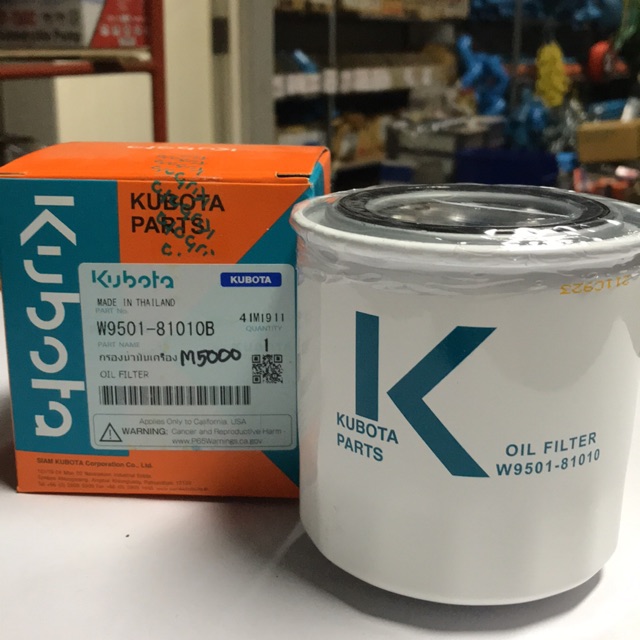 KUBOTA
PARTS
Kubota
Kubota
KUBOTA
MADE IN THAILAND
PART No.
W9501-81010B
41M1911
QUANTITY
PART NAME
1
กรองน้ำมันเครื่อง M5000
OIL FILTER
Applies Only to California, USA
WARNING: Cancer and Reproductive Harm -
www.P65Warnings.ca.gov
SIAM KUBOTA Corporation Co., Ltd.
K
KUBOTA
PARTS
OIL FILTER
W9501-81010
211C923